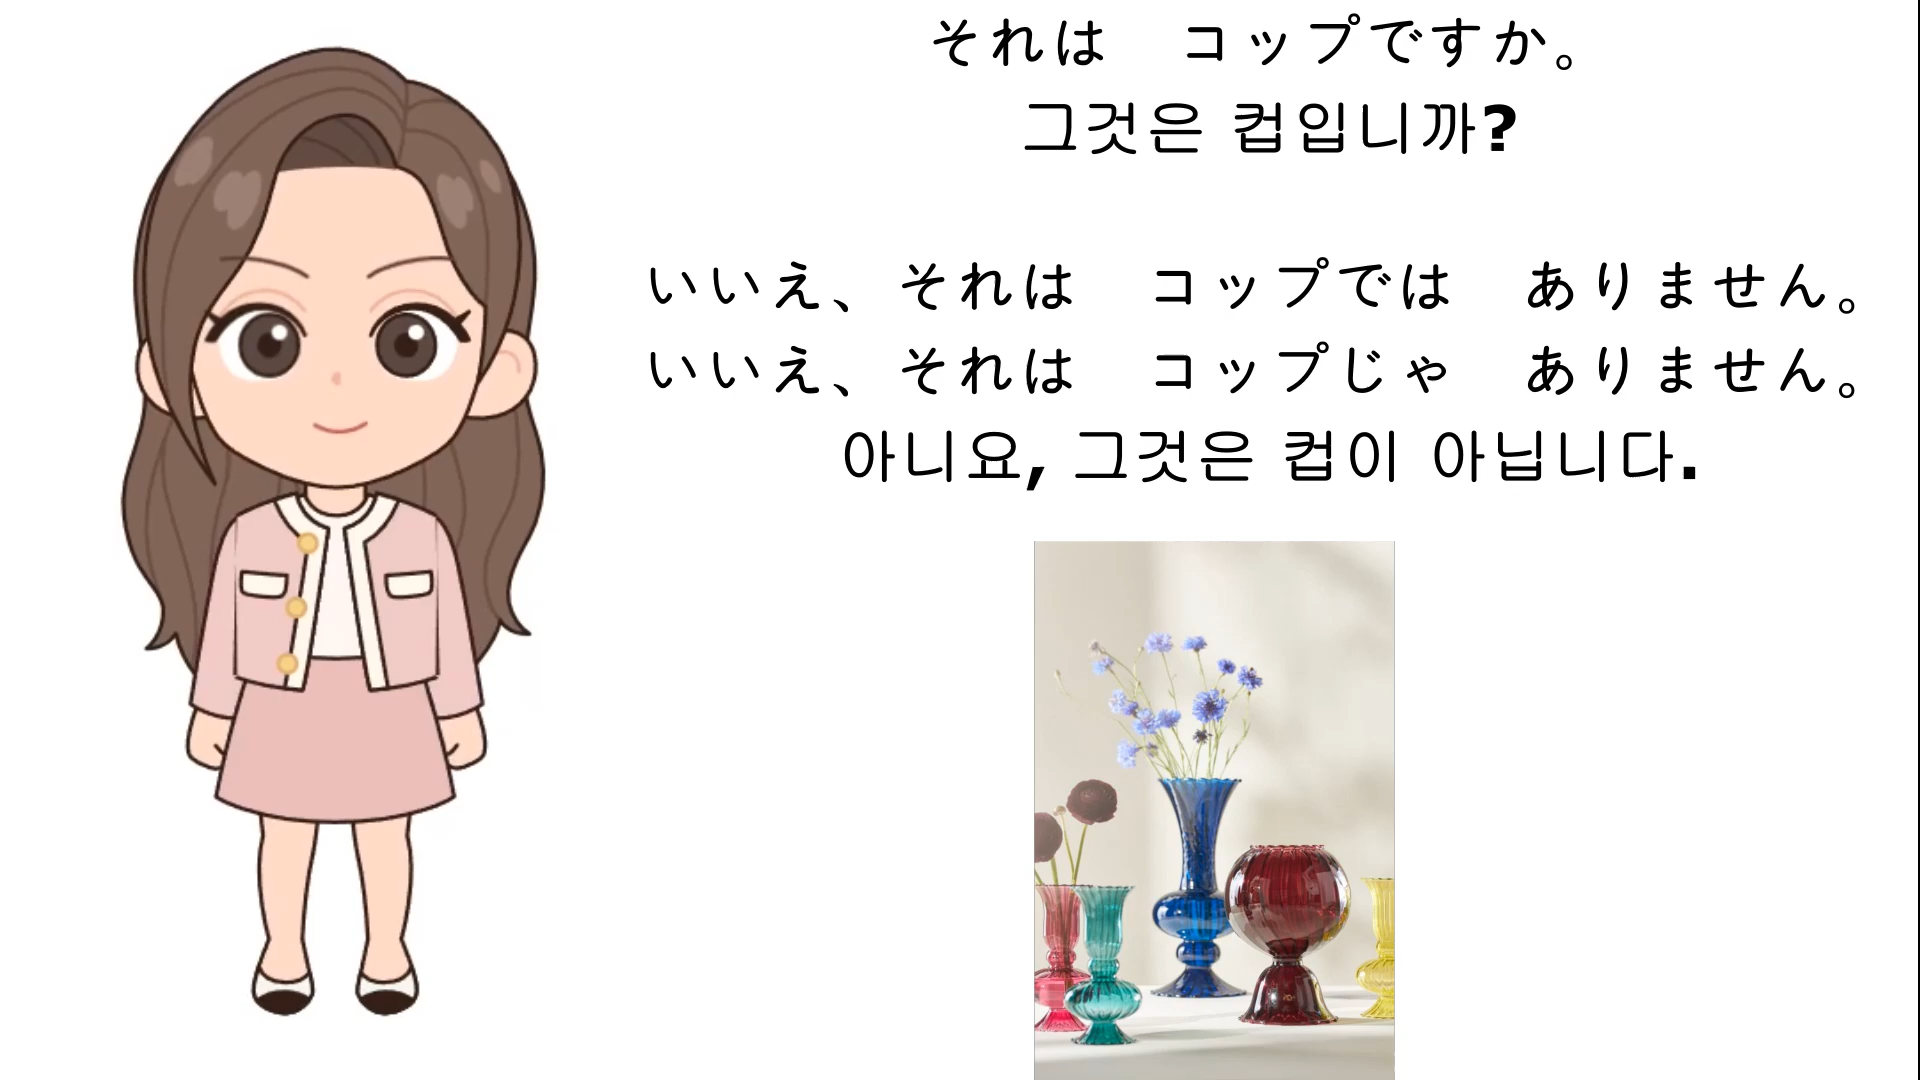 それは　コップですか。
그것은 컵입니까?
いいえ、それは　コップでは　ありません。
いいえ、それは　コップじゃ　ありません。
아니요, 그것은 컵이 아닙니다.